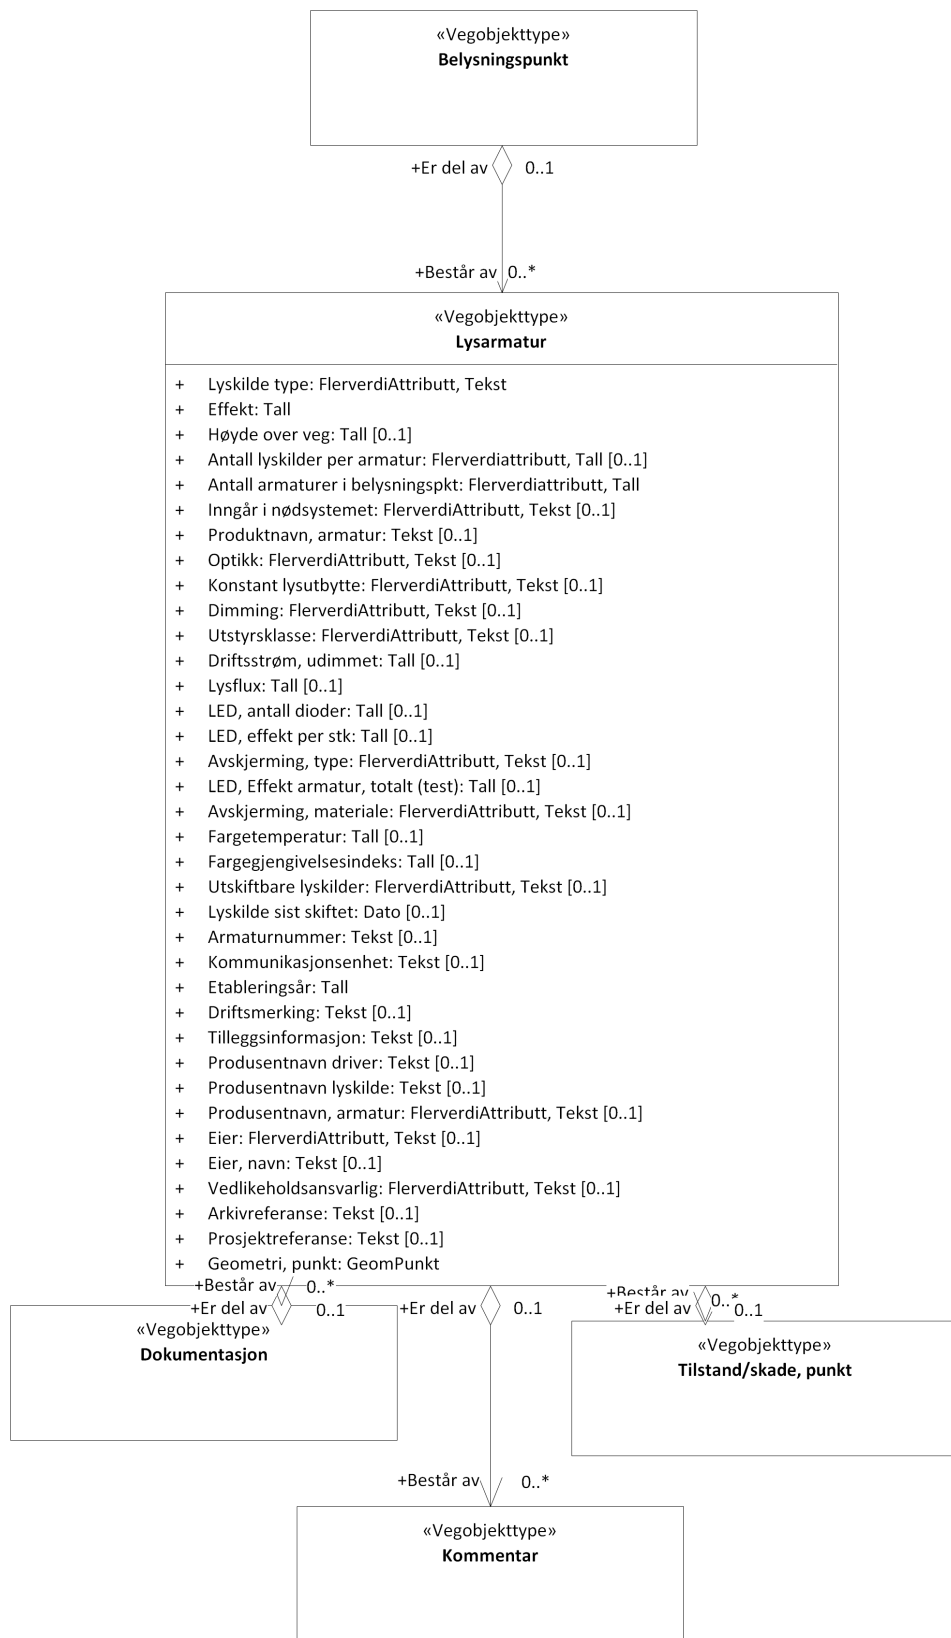 «Vegobjekttype»
Belysningspunkt
+Er del av 0..1
+Består av 0..*
«Vegobjekttype»
Lysarmatur
+ Lyskilde type: FlerverdiAttributt, Tekst
+ Effekt: Tall
+ Høyde over veg: Tall [0..1]
+ Antall lyskilder per armatur: Flerverdiattributt, Tall [0..1]
+ Antall armaturer i belysningspkt: Flerverdiattributt, Tall
+ Inngår i nødsystemet: FlerverdiAttributt, Tekst [0..1]
+ Produktnavn, armatur: Tekst [0..1]
+ Optikk: FlerverdiAttributt, Tekst [0..1]
+ Konstant lysutbytte: FlerverdiAttributt, Tekst [0..1]
+ Dimming: FlerverdiAttributt, Tekst [0..1]
+ Utstyrsklasse: FlerverdiAttributt, Tekst [0..1]
+ Driftsstrøm, udimmet: Tall [0..1]
+ Lysflux: Tall [0..1]
+ LED, antall dioder: Tall [0..1]
+ LED, effekt per stk: Tall [0..1]
+ Avskjerming, type: FlerverdiAttributt, Tekst [0..1]
+ LED, Effekt armatur, totalt (test): Tall [0..1]
+ Avskjerming, materiale: FlerverdiAttributt, Tekst [0..1]
+ Fargetemperatur: Tall [0..1]
+ Fargegjengivelsesindeks: Tall [0..1]
+ Utskiftbare lyskilder: FlerverdiAttributt, Tekst [0..1]
+ Lyskilde sist skiftet: Dato [0..1]
+ Armaturnummer: Tekst [0..1]
+ Kommunikasjonsenhet: Tekst [0..1]
+ Etableringsår: Tall
+ Driftsmerking: Tekst [0..1]
+ Tilleggsinformasjon: Tekst [0..1]
+ Produsentnavn driver: Tekst [0..1]
+ Produsentnavn lyskilde: Tekst [0..1]
+ Produsentnavn, armatur: FlerverdiAttributt, Tekst [0..1]
+ Eier: FlerverdiAttributt, Tekst [0..1]
+ Eier, navn: Tekst [0..1]
+ Vedlikeholdsansvarlig: FlerverdiAttributt, Tekst [0..1]
+ Arkivreferanse: Tekst [0..1]
+ Prosjektreferanse: Tekst [0..1]
+ Geometri, punkt: GeomPunkt
+Består av 0..* +Består av 0..*
+Er del av 0..1 +Er del av 0..1 +Er del av 0..1
«Vegobjekttype»
Dokumentasjon
«Vegobjekttype»
Tilstand/skade, punkt
+Består av 0..*
«Vegobjekttype»
Kommentar